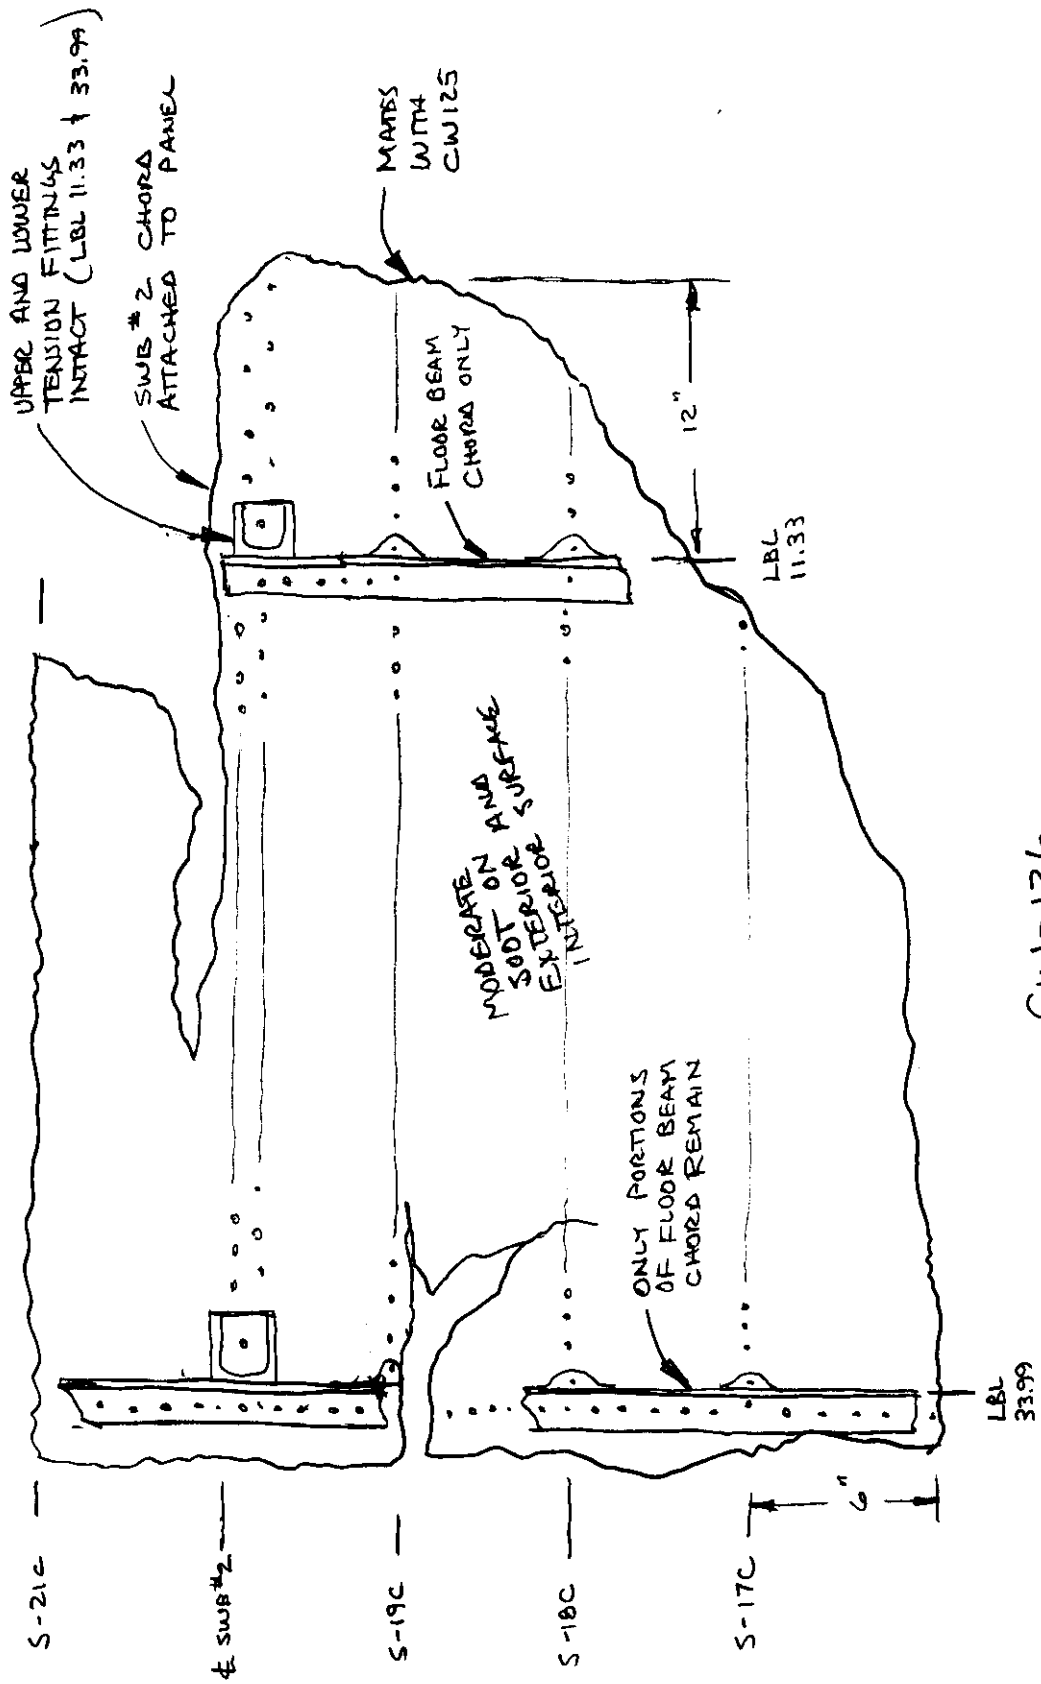 UPPER AND LOWER
TENSION FITTINGS
INTACT (LBL 11.33 & 33.99)
SWB #2 CHORD
ATTACHED TO PANEL
MATES
WITH
CW125
FLOOR BEAM
CHORD ONLY
12"
LBL
11.33
MODERATE
SOOT ON AND
EXTERIOR SURFACE
INTERIOR
ONLY PORTIONS
OF FLOOR BEAM
CHORD REMAIN
S-21C
℄ SWB #2
S-19C
S-18C
S-17C
6"
LBL
33.99